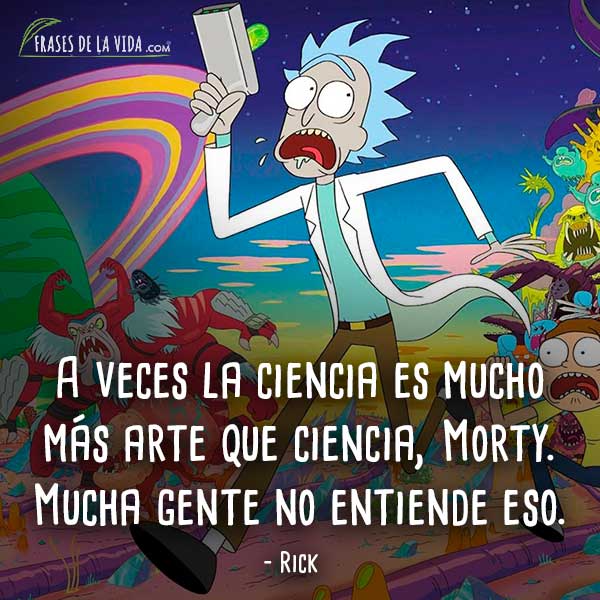 FRASES DE LA VIDA.COM
A VECES LA CIENCIA ES MUCHO
MÁS ARTE QUE CIENCIA, MORTY.
MUCHA GENTE NO ENTIENDE ESO.
- RICK